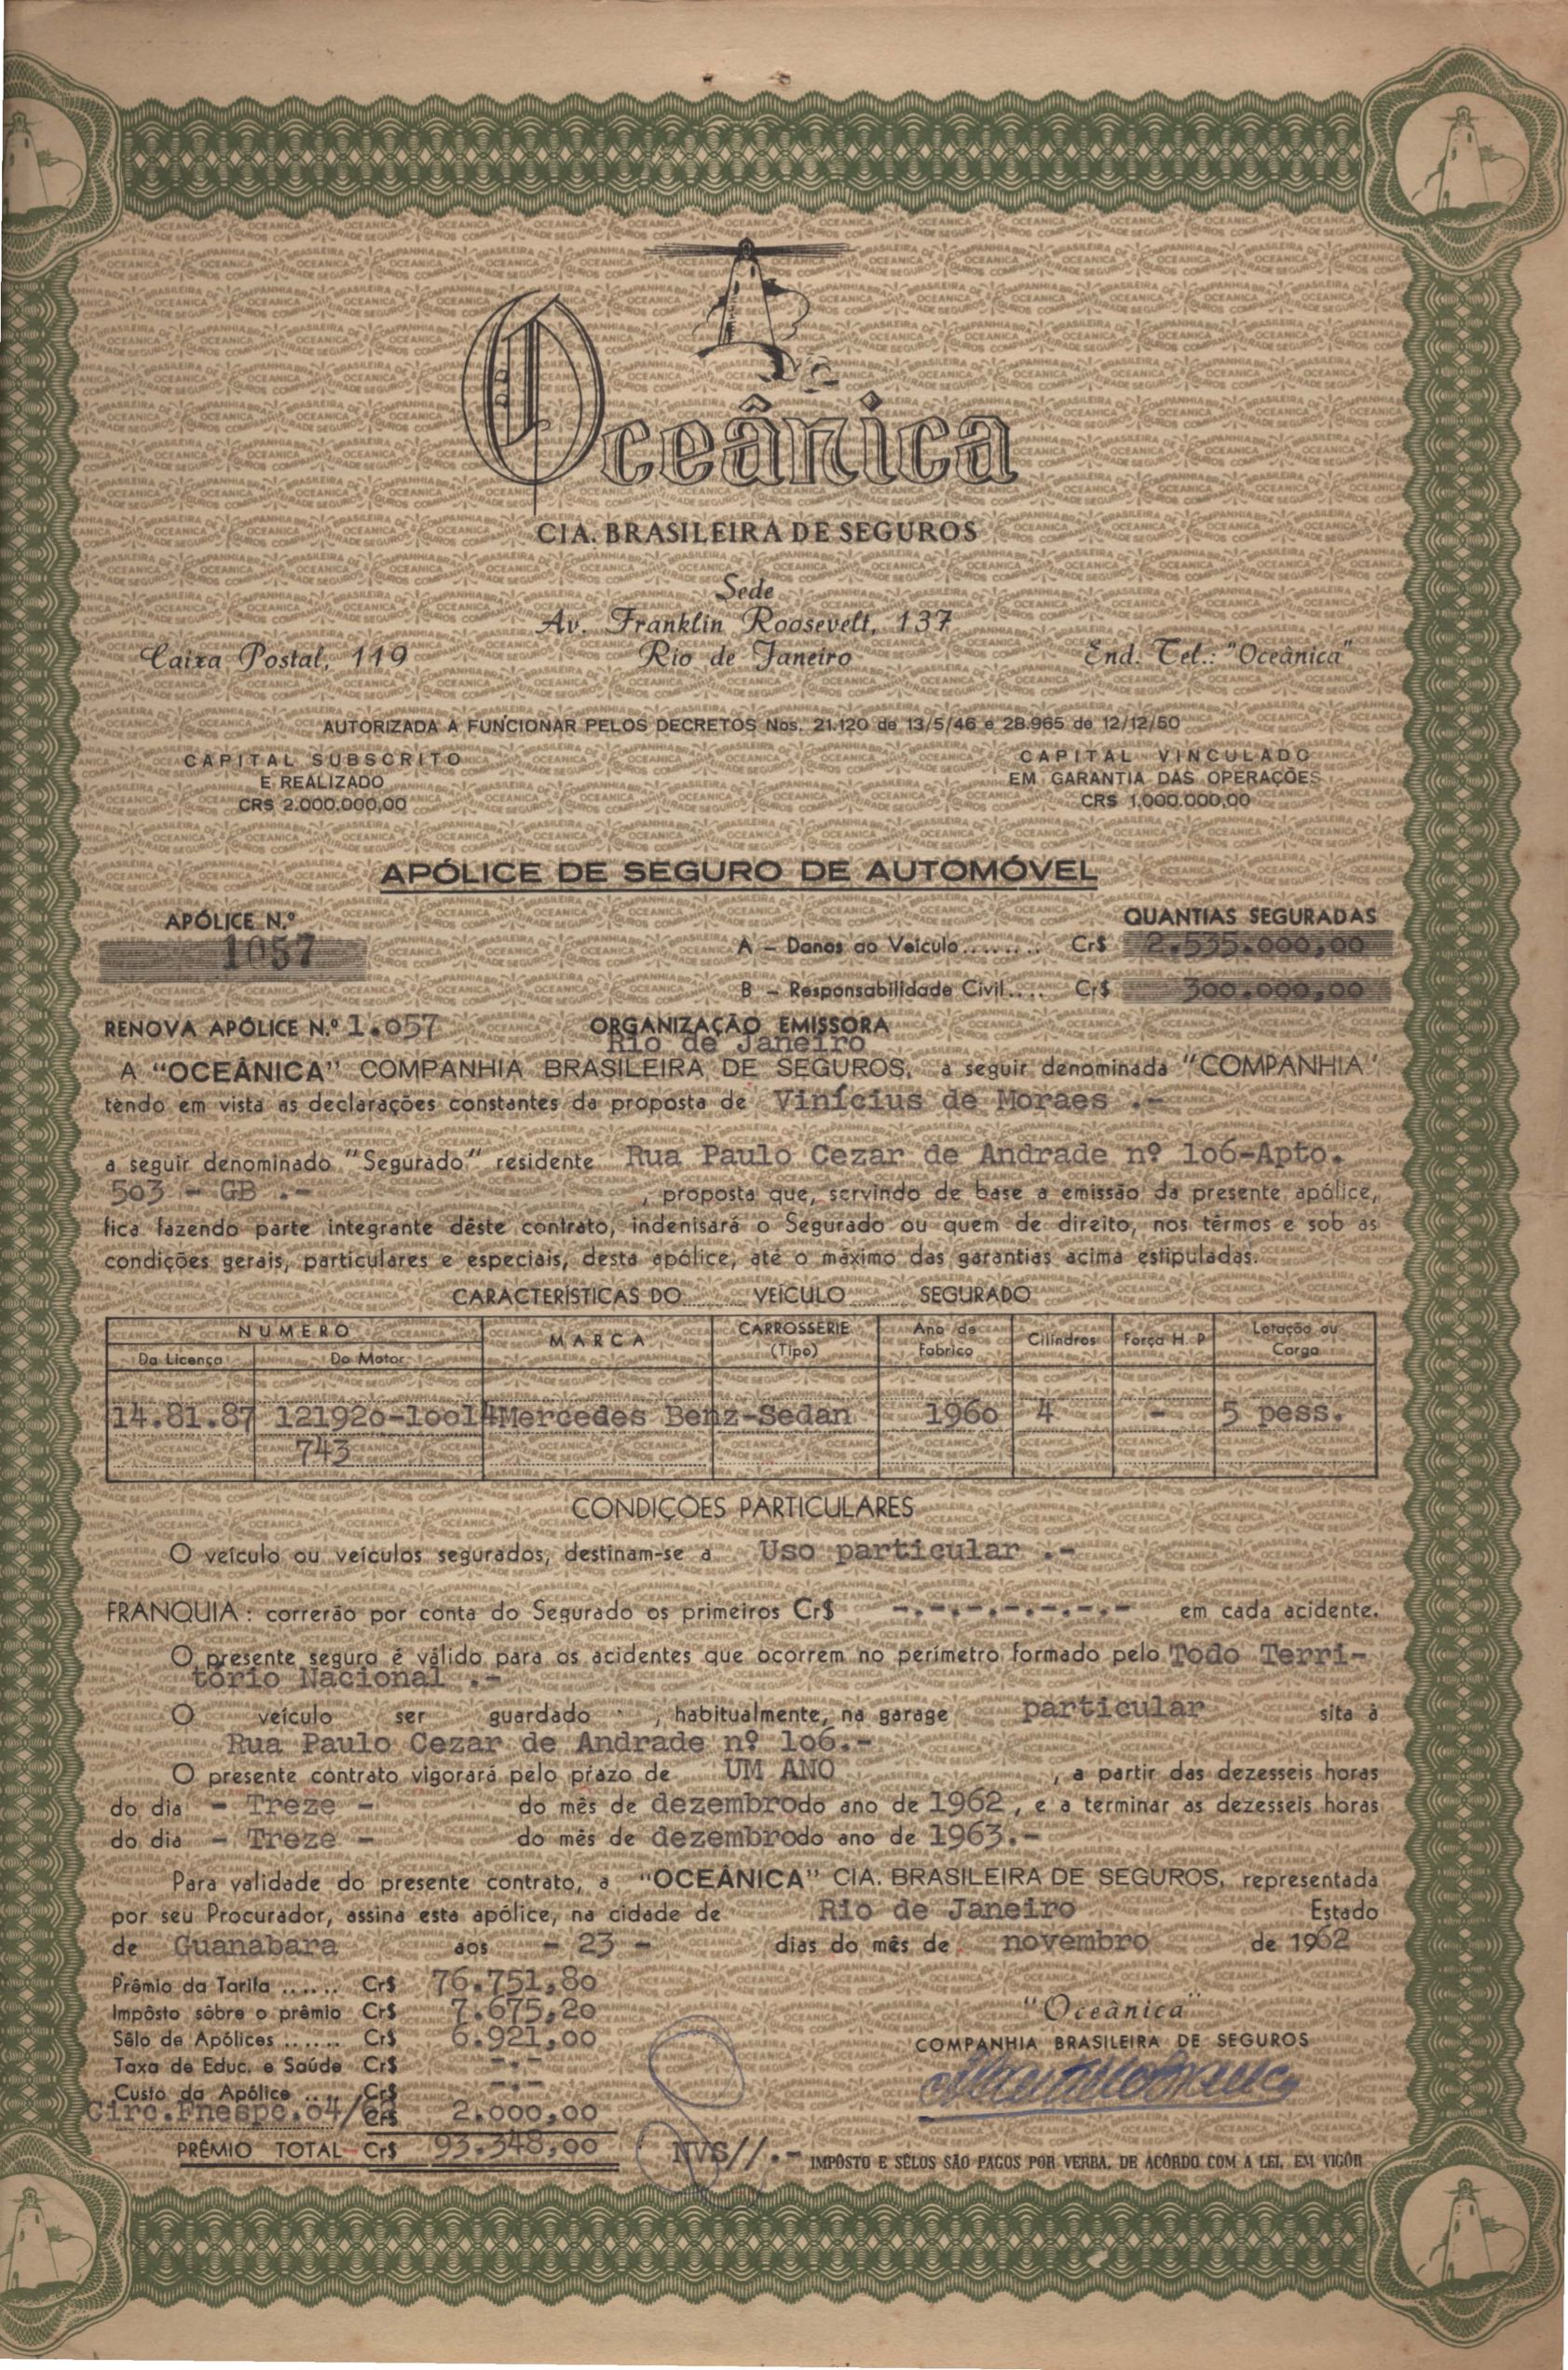 Oceânica
CIA. BRASILEIRA DE SEGUROS
Sede
Av. Franklin Roosevelt, 137
Caixa Postal, 119 Rio de Janeiro End. Tel.: "Oceânica"
AUTORIZADA A FUNCIONAR PELOS DECRETOS Nos. 21.120 de 13/5/46 e 28.965 de 12/12/50
CAPITAL SUBSCRITO CAPITAL VINCULADO
E REALIZADO EM GARANTIA DAS OPERAÇÕES
CR$ 2.000.000,00 CR$ 1.000.000,00
APÓLICE DE SEGURO DE AUTOMÓVEL
APÓLICE N.º QUANTIAS SEGURADAS
1057 A – Danos ao Veículo........ Cr$ 2.535.000,00
B – Responsabilidade Civil.... Cr$ 300.000,00
RENOVA APÓLICE N.º 1.057 ORGANIZAÇÃO EMISSORA
Rio de Janeiro
A "OCEÂNICA" COMPANHIA BRASILEIRA DE SEGUROS, a seguir denominada "COMPANHIA"
tendo em vista as declarações constantes da proposta de Vinícius de Moraes .-
a seguir denominado "Segurado" residente Rua Paulo Cezar de Andrade nº 1o6-Apto.
5o3 - GB .- , proposta que, servindo de base a emissão da presente apólice,
fica fazendo parte integrante dêste contrato, indenisará o Segurado ou quem de direito, nos têrmos e sob as
condições gerais, particulares e especiais, desta apólice, até o máximo das garantias acima estipuladas.
CARACTERÍSTICAS DO VEÍCULO SEGURADO
NUMERO MARCA CARROSSERIE (Tipo) Ano de fabrico Cilindros Força H. P. Lotação ou Carga
Da Licença Do Motor
14.81.87 12192o-1oo14 Mercedes Benz-Sedan 196o 4 - 5 pess.
743
CONDIÇÕES PARTICULARES
O veículo ou veículos segurados, destinam-se a Uso particular .-
FRANQUIA: correrão por conta do Segurado os primeiros Cr$ -.-.-.-.-.-.-.- em cada acidente.
O presente seguro é válido para os acidentes que ocorrem no perímetro formado pelo Todo Terri-
tório Nacional .-
O veículo ser guardado , habitualmente, na garage particular sita à
Rua Paulo Cezar de Andrade nº 1o6.-
O presente contrato vigorará pelo prazo de UM ANO , a partir das dezesseis horas
do dia - Treze - do mês de dezembro do ano de 1962 , e a terminar as dezesseis horas
do dia - Treze - do mês de dezembro do ano de 1963.-
Para validade do presente contrato, a "OCEÂNICA" CIA. BRASILEIRA DE SEGUROS, representada
por seu Procurador, assina esta apólice, na cidade de Rio de Janeiro Estado
de Guanabara aos - 23 - dias do mês de novembro de 1962
Prêmio da Tarifa ...... Cr$ 76.751,8o
Impôsto sôbre o prêmio Cr$ 7.675,2o
Sêlo de Apólices ....... Cr$ 6.921,oo
Taxa de Educ. e Saúde Cr$ -.-
Custo da Apólice ..... Cr$ -.-
Circ.Fnespc.o4/62 Cr$ 2.ooo,oo
PRÊMIO TOTAL Cr$ 93.348,oo
"Oceânica"
COMPANHIA BRASILEIRA DE SEGUROS
NVS//.- IMPÔSTO E SÊLOS SÃO PAGOS POR VERBA, DE ACÔRDO COM A LEI, EM VIGÔR